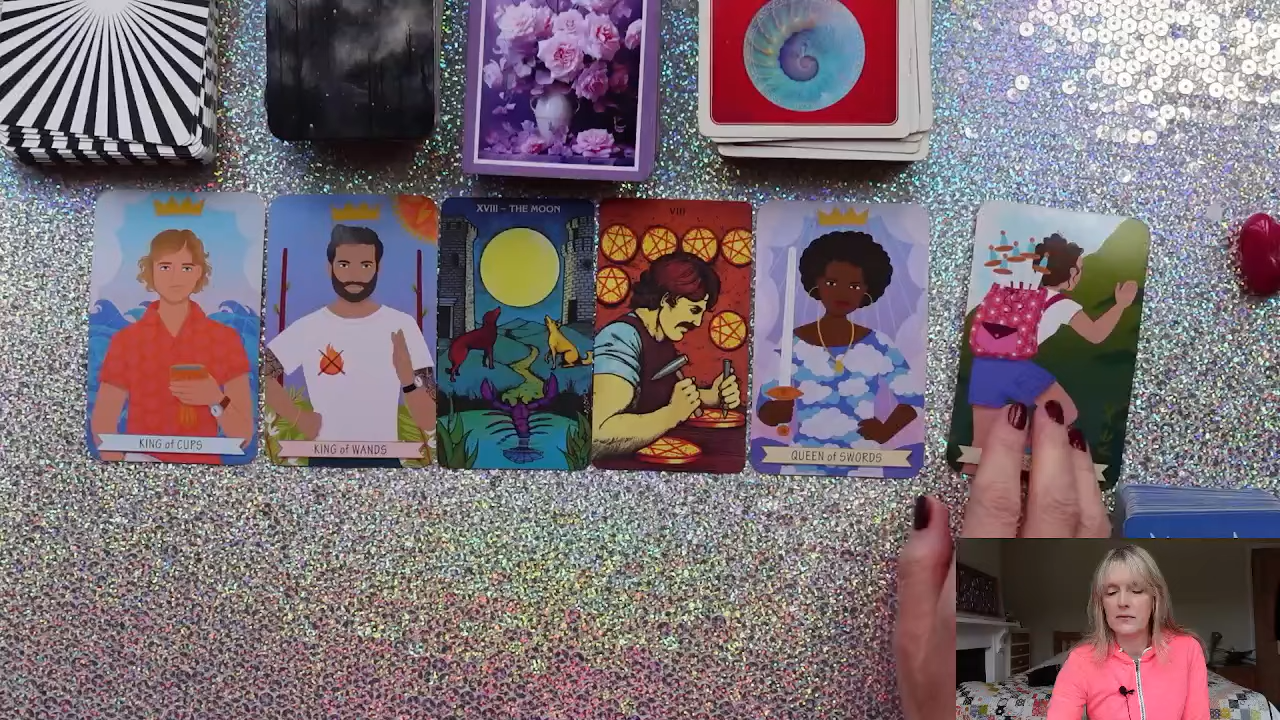 XVIII – THE MOON
VIII
KING of CUPS
KING of WANDS
QUEEN of SWORDS